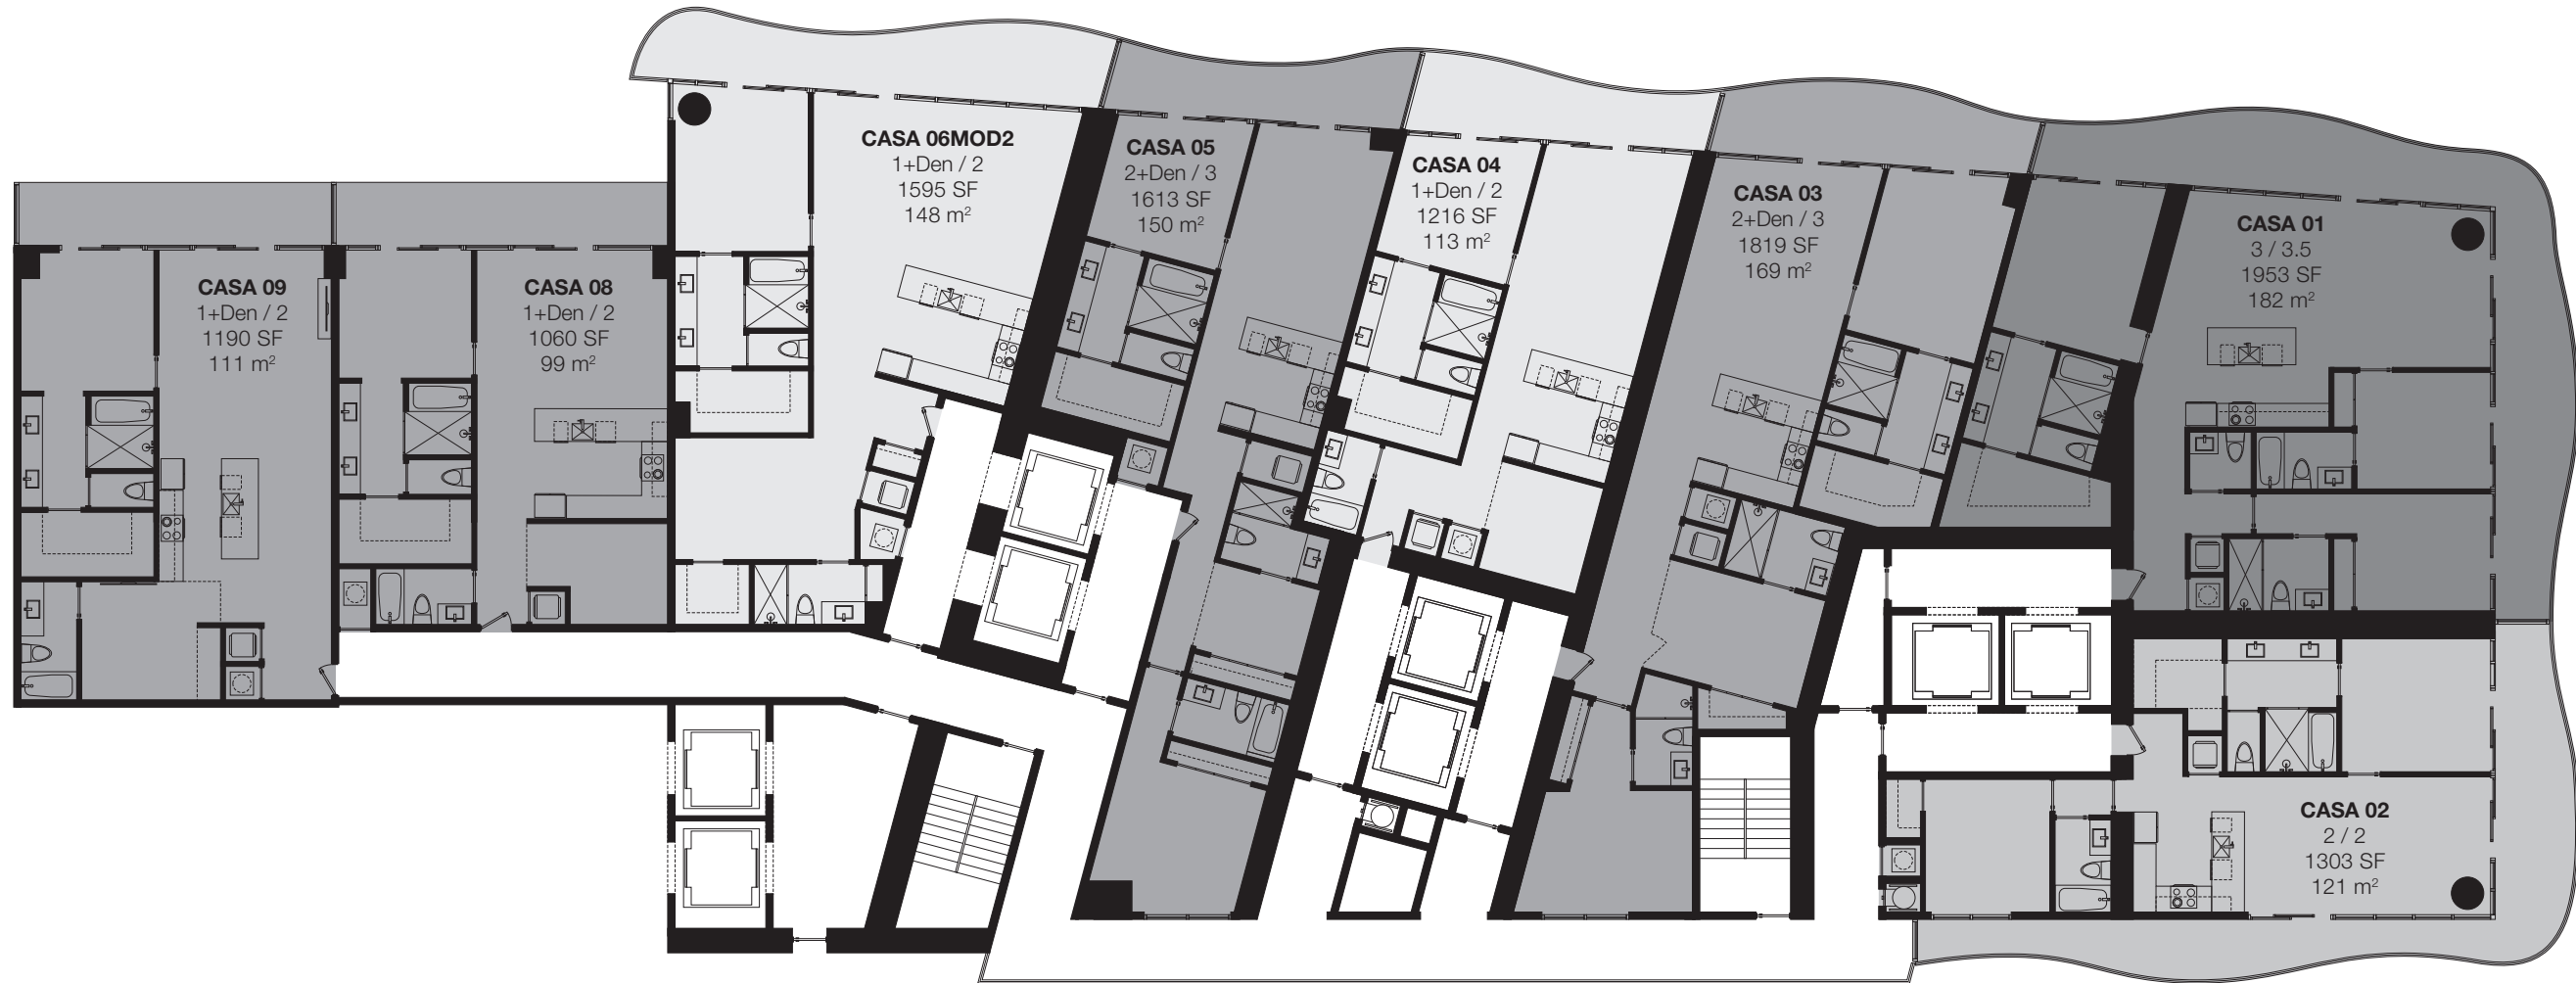 CASA 06MOD2
1+Den / 2
1595 SF
148 m²
CASA 05
2+Den / 3
1613 SF
150 m²
CASA 04
1+Den / 2
1216 SF
113 m²
CASA 03
2+Den / 3
1819 SF
169 m²
CASA 01
3 / 3.5
1953 SF
182 m²
CASA 09
1+Den / 2
1190 SF
111 m²
CASA 08
1+Den / 2
1060 SF
99 m²
CASA 02
2 / 2
1303 SF
121 m²